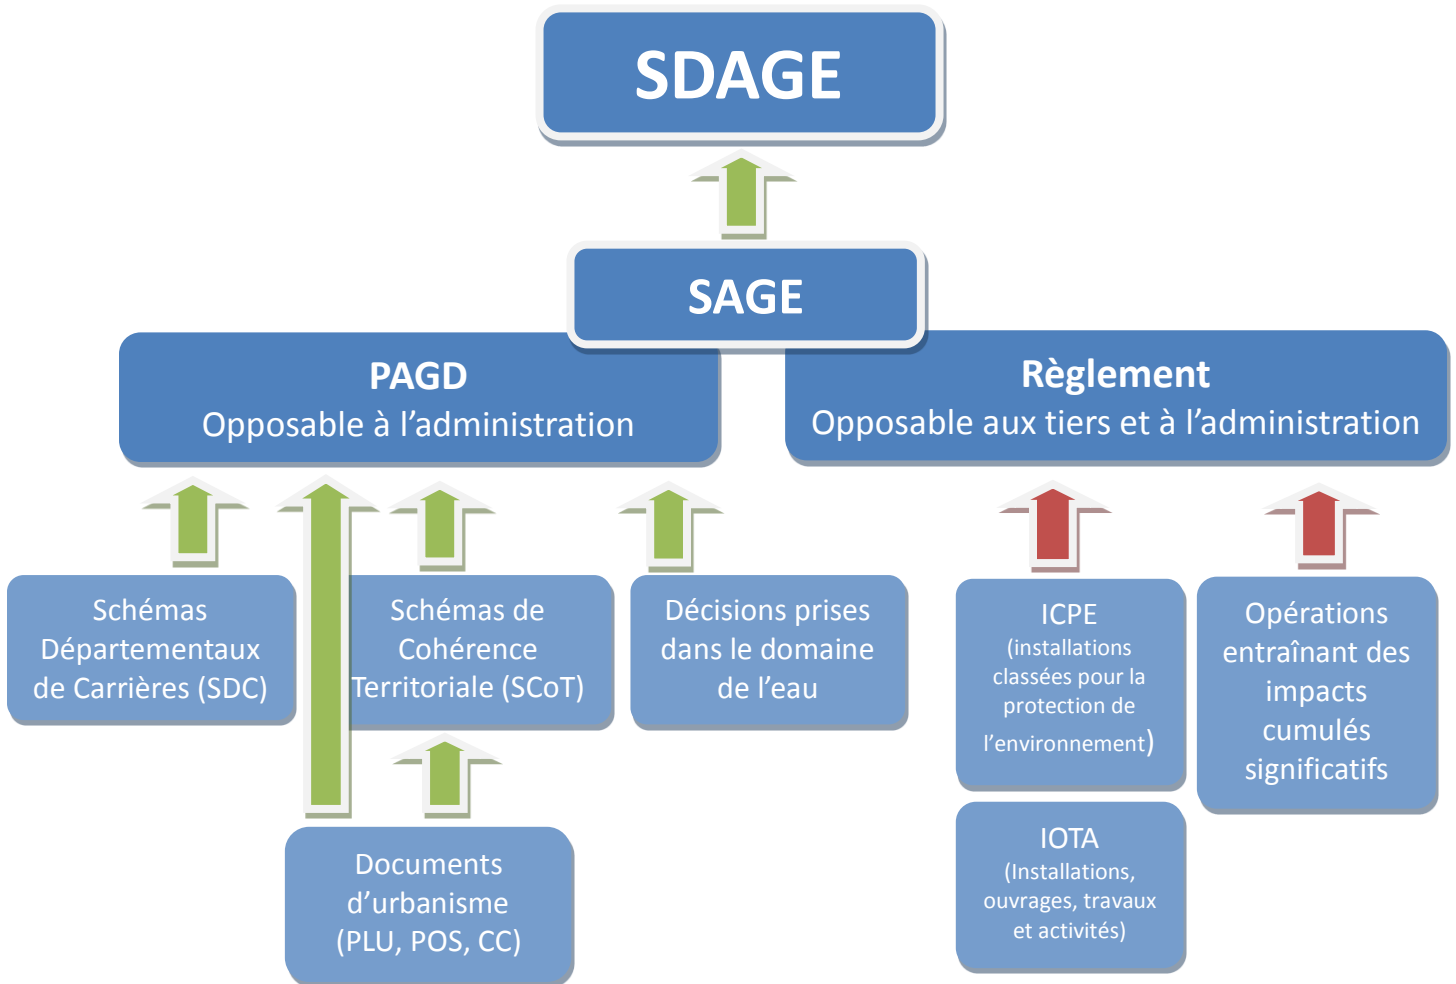 SDAGE
SAGE
PAGD
Opposable à l’administration
Règlement
Opposable aux tiers et à l’administration
Schémas
Départementaux
de Carrières (SDC)
Schémas de
Cohérence
Territoriale (SCoT)
Décisions prises
dans le domaine
de l’eau
ICPE
(installations
classées pour la
protection de
l’environnement)
Opérations
entraînant des
impacts
cumulés
significatifs
Documents
d’urbanisme
(PLU, POS, CC)
IOTA
(Installations,
ouvrages, travaux
et activités)